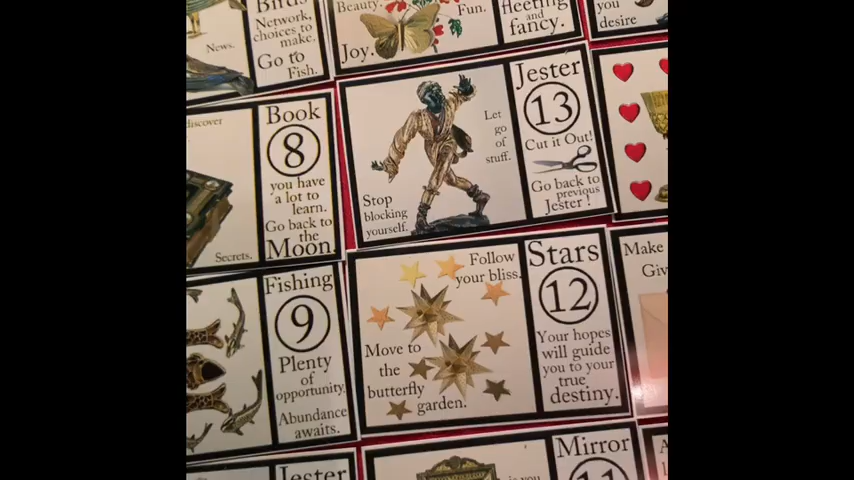 News.
Birds
Network,
choices to
make.
Go to
Fish.
Beauty.
Fun.
Joy.
Fleeting
and
fancy.
you
desire
discover
Secrets.
Book
8
you have
a lot to
learn.
Go back to
the
Moon.
Let
go
of
stuff.
Stop
blocking
yourself.
Jester
13
Cut it Out!
Go back to
previous
Jester !
Fishing
9
Plenty
of
opportunity.
Abundance
awaits.
Follow
your bliss.
Move to
the
butterfly
garden.
Stars
12
Your hopes
will guide
you to your
true
destiny.
Make
Giv
Jester
is you
Mirror
11